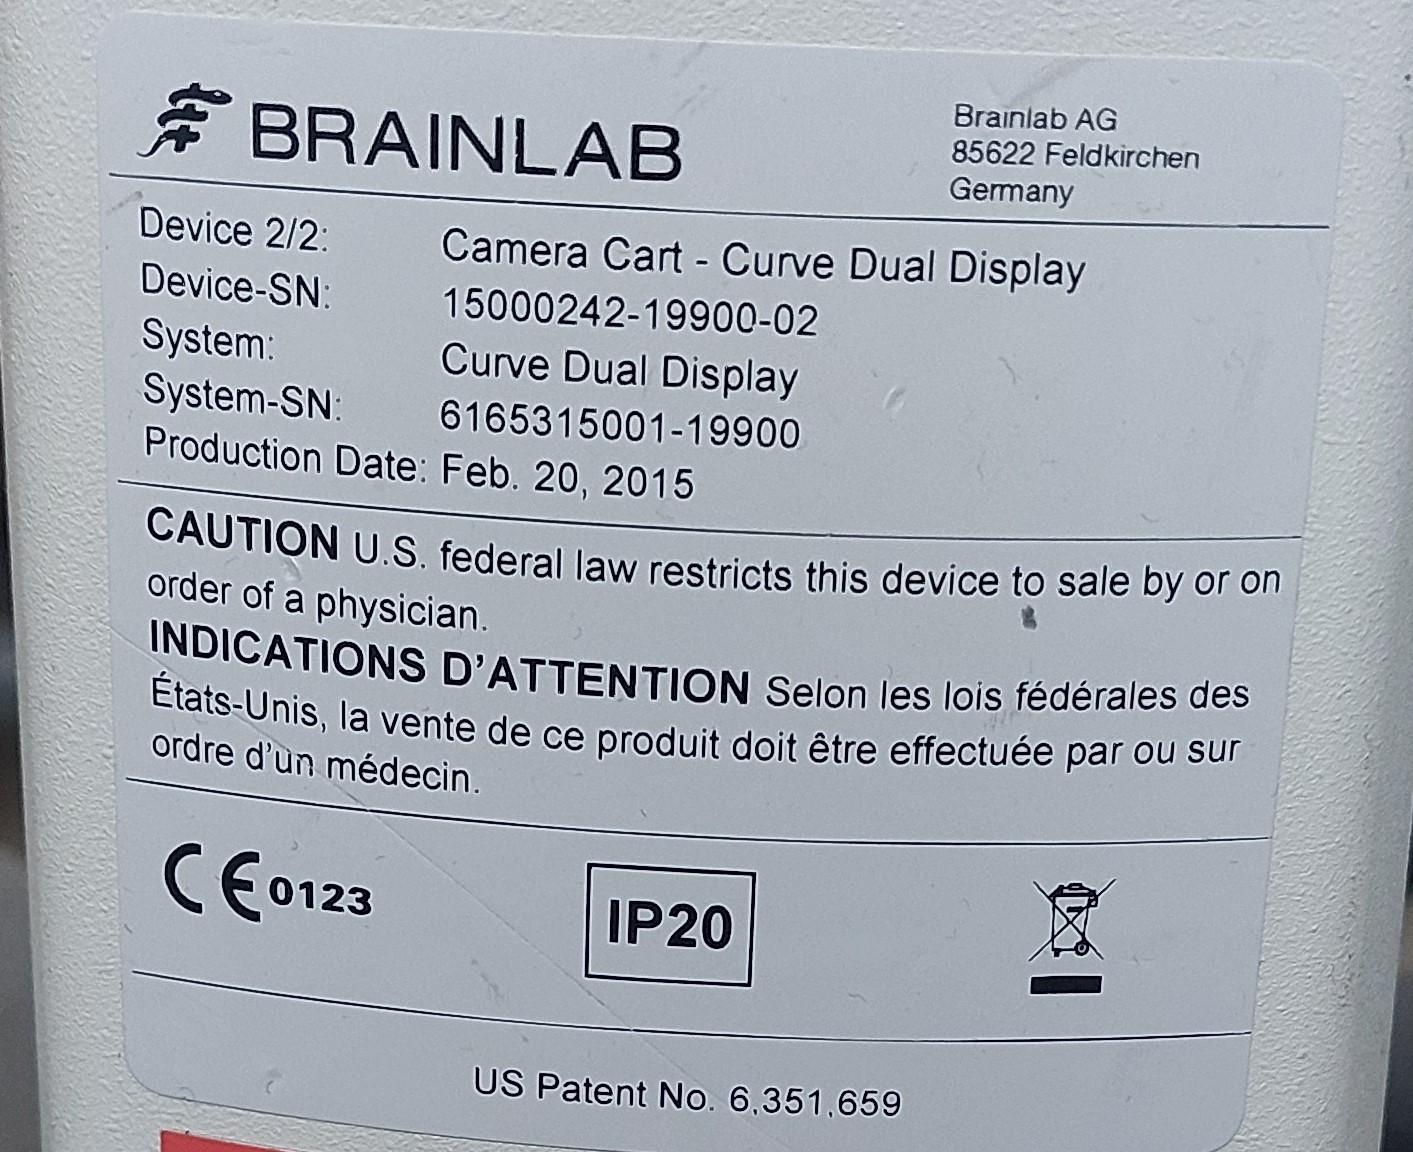 BRAINLAB
Brainlab AG
85622 Feldkirchen
Germany
Device 2/2: Camera Cart - Curve Dual Display
Device-SN: 15000242-19900-02
System: Curve Dual Display
System-SN: 6165315001-19900
Production Date: Feb. 20, 2015
CAUTION U.S. federal law restricts this device to sale by or on
order of a physician.
INDICATIONS D'ATTENTION Selon les lois fédérales des
États-Unis, la vente de ce produit doit être effectuée par ou sur
ordre d'un médecin.
CE 0123
IP20
US Patent No. 6,351,659